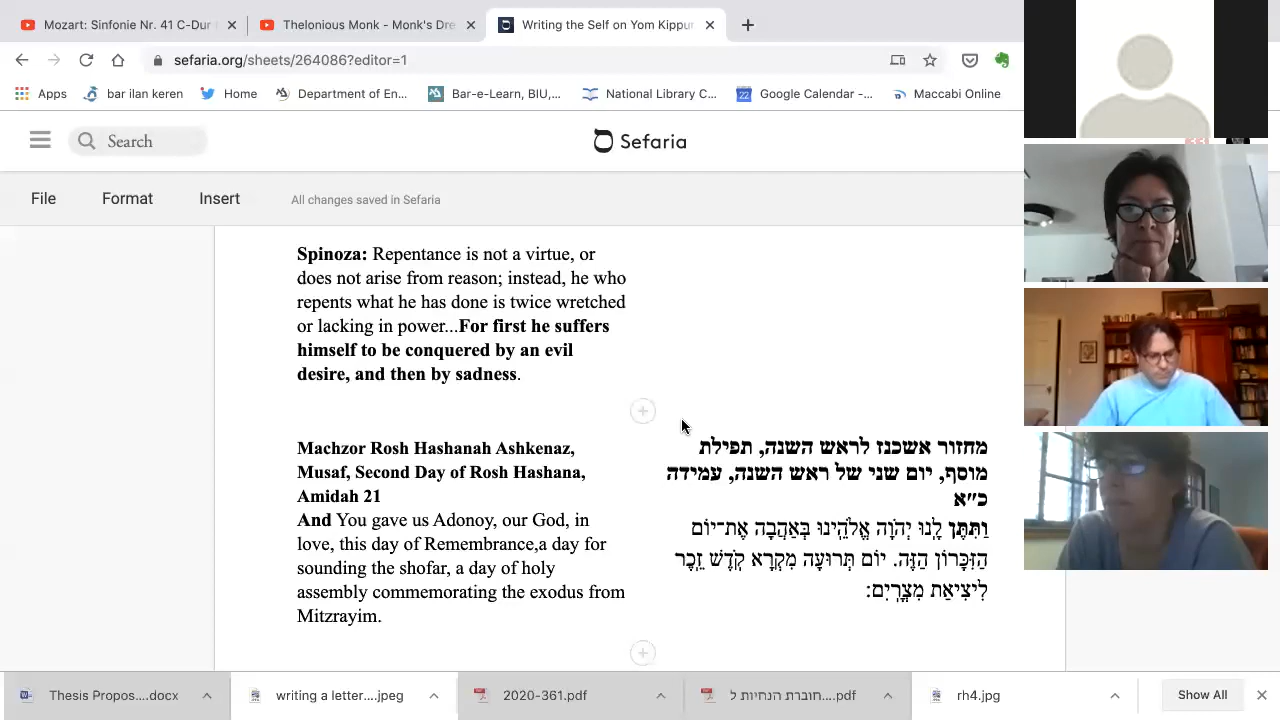 Mozart: Sinfonie Nr. 41 C-Dur
Thelonious Monk - Monk's Dre
Writing the Self on Yom Kippur
sefaria.org/sheets/264086?editor=1
Apps
bar ilan keren
Home
Department of En...
Bar-e-Learn, BIU,...
National Library C...
22
Google Calendar -...
Maccabi Online
Search
Sefaria
File
Format
Insert
All changes saved in Sefaria
Spinoza: Repentance is not a virtue, or
does not arise from reason; instead, he who
repents what he has done is twice wretched
or lacking in power...For first he suffers
himself to be conquered by an evil
desire, and then by sadness.
Machzor Rosh Hashanah Ashkenaz,
Musaf, Second Day of Rosh Hashana,
Amidah 21
And You gave us Adonoy, our God, in
love, this day of Remembrance,a day for
sounding the shofar, a day of holy
assembly commemorating the exodus from
Mitzrayim.
מחזור אשכנז לראש השנה, תפילת
מוסף, יום שני של ראש השנה, עמידה
כ״א
וַתִּתֶּן לָֽנוּ יְהֹוָה אֱלֹהֵֽינוּ בְּאַהֲבָה אֶת־יוֹם
הַזִּכָּרוֹן הַזֶּה. יוֹם תְּרוּעָה מִקְרָא קֹֽדֶשׁ זֵֽכֶר
לִיצִיאַת מִצְרָֽיִם:
Thesis Propos....docx
writing a letter....jpeg
2020-361.pdf
חוברת הנחיות ל....pdf
rh4.jpg
Show All